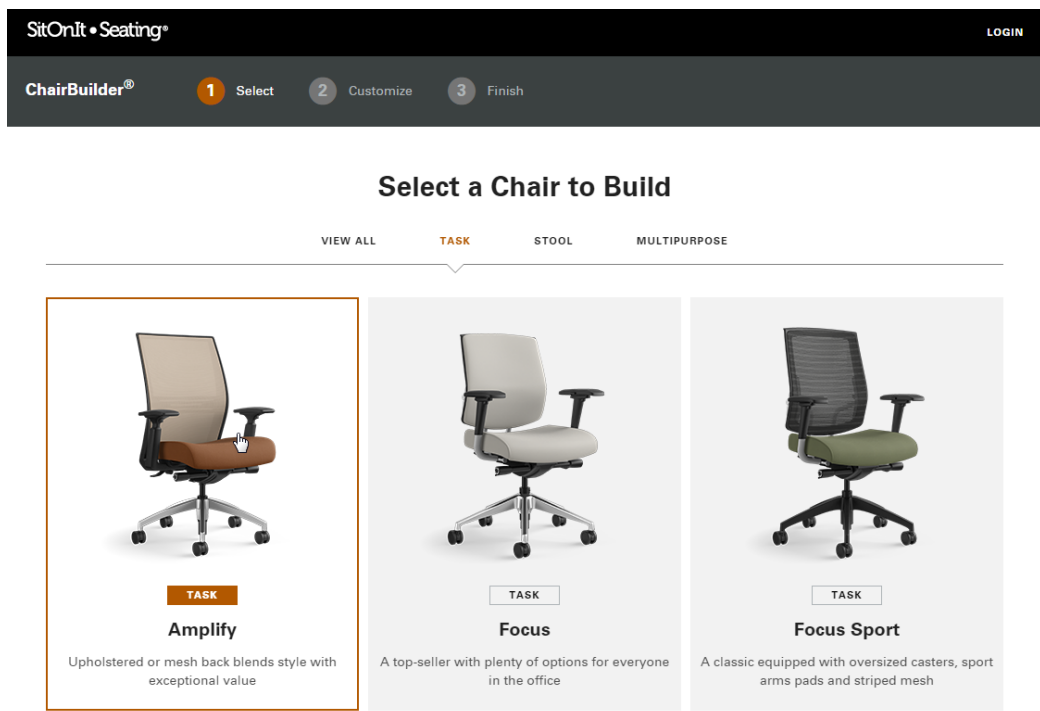 SitOnIt•Seating®
LOGIN
ChairBuilder®
1 Select
2 Customize
3 Finish
Select a Chair to Build
VIEW ALL
TASK
STOOL
MULTIPURPOSE
TASK
Amplify
Upholstered or mesh back blends style with
exceptional value
TASK
Focus
A top-seller with plenty of options for everyone
in the office
TASK
Focus Sport
A classic equipped with oversized casters, sport
arms pads and striped mesh